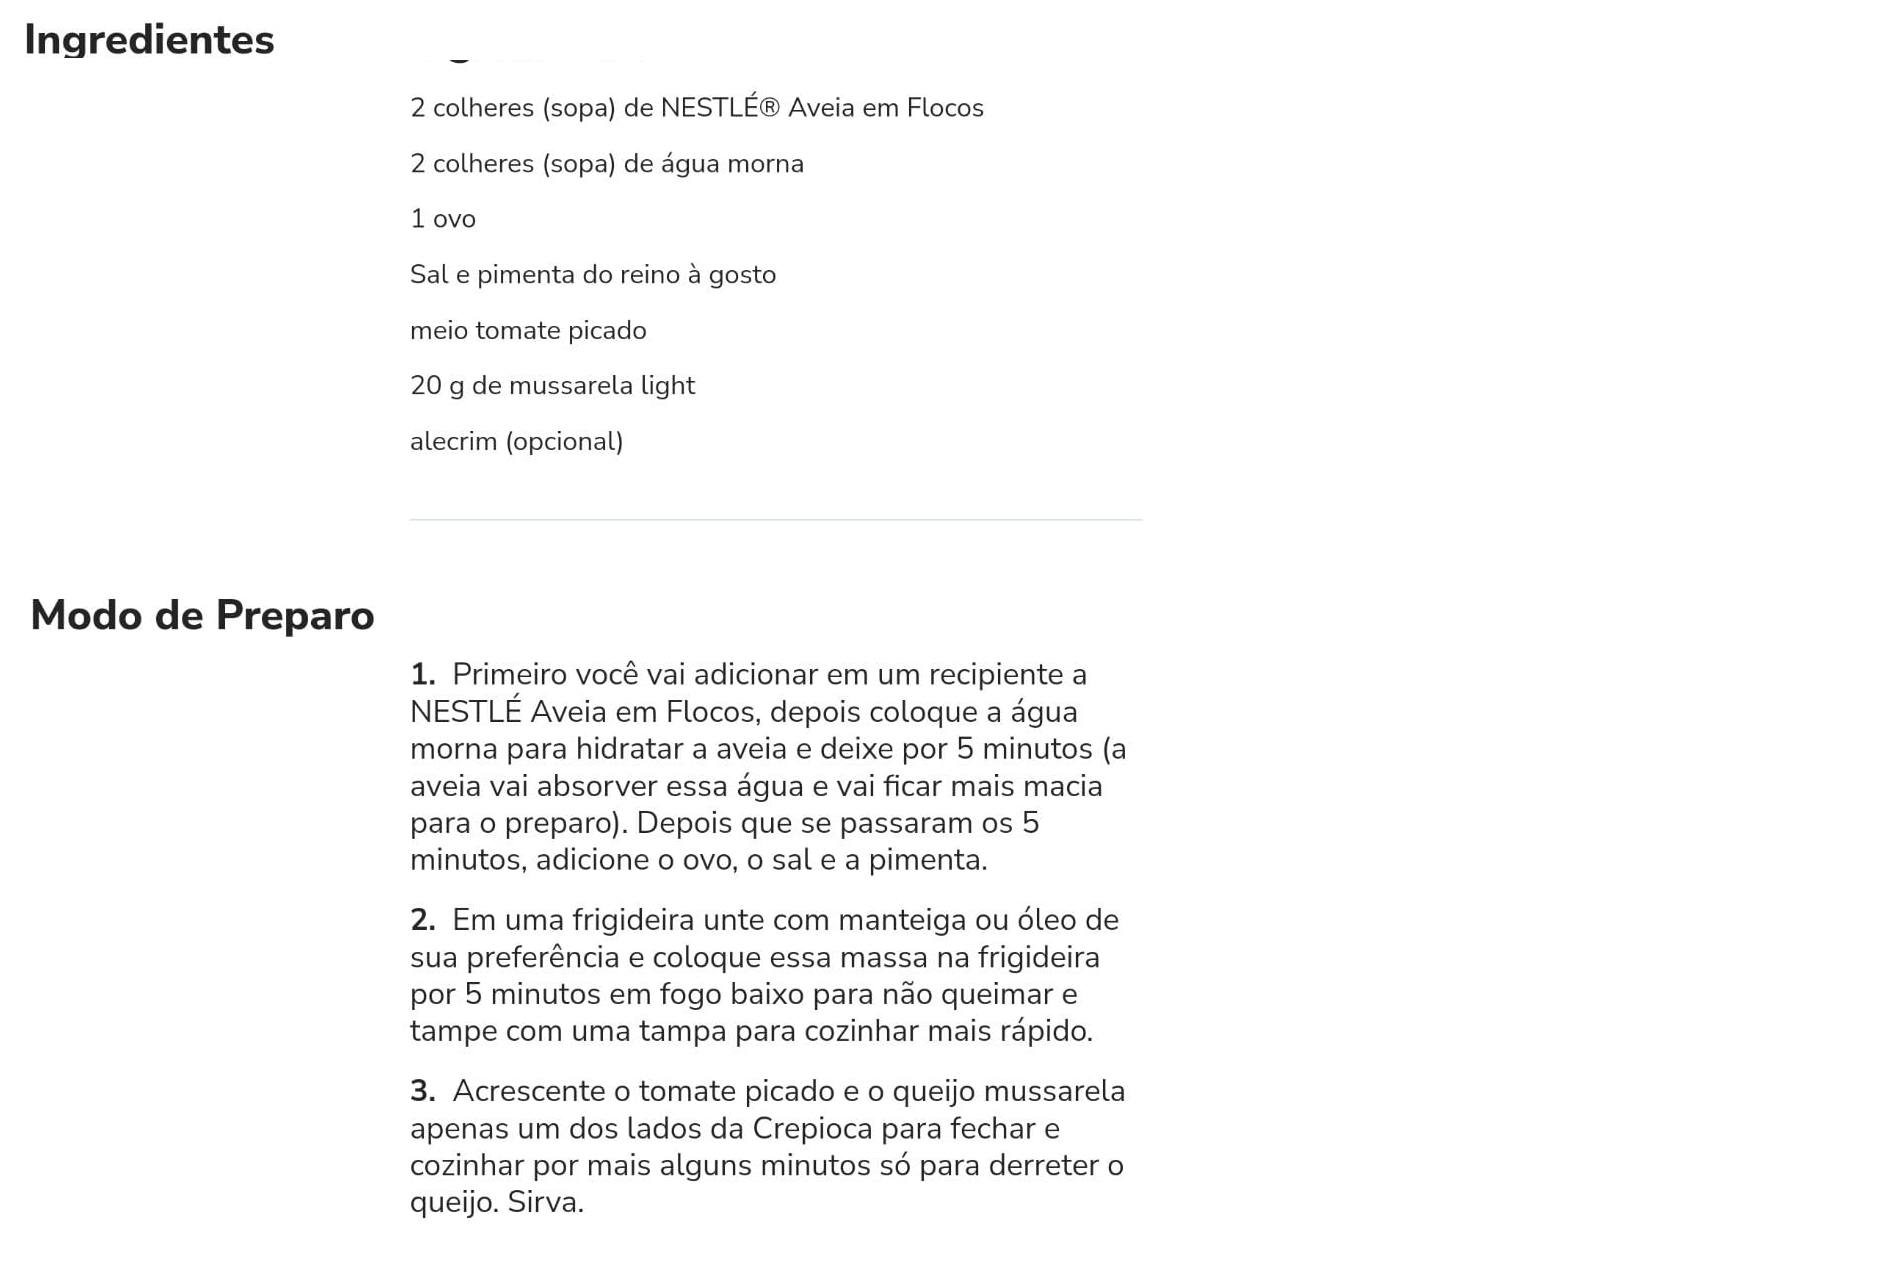 Ingredientes
2 colheres (sopa) de NESTLÉ® Aveia em Flocos
2 colheres (sopa) de água morna
1 ovo
Sal e pimenta do reino à gosto
meio tomate picado
20 g de mussarela light
alecrim (opcional)
Modo de Preparo
1. Primeiro você vai adicionar em um recipiente a
NESTLÉ Aveia em Flocos, depois coloque a água
morna para hidratar a aveia e deixe por 5 minutos (a
aveia vai absorver essa água e vai ficar mais macia
para o preparo). Depois que se passaram os 5
minutos, adicione o ovo, o sal e a pimenta.
2. Em uma frigideira unte com manteiga ou óleo de
sua preferência e coloque essa massa na frigideira
por 5 minutos em fogo baixo para não queimar e
tampe com uma tampa para cozinhar mais rápido.
3. Acrescente o tomate picado e o queijo mussarela
apenas um dos lados da Crepioca para fechar e
cozinhar por mais alguns minutos só para derreter o
queijo. Sirva.